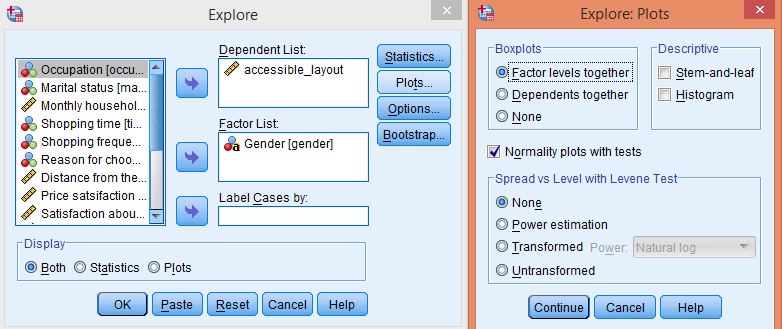 Explore
Occupation [occu...
Marital status [ma...
Monthly househol...
Shopping time [ti...
Shopping freque...
Reason for choo...
Distance from the...
Price satsifaction ...
Satisfaction abou...
Dependent List:
accessible_layout
Factor List:
Gender [gender]
Label Cases by:
Statistics...
Plots...
Options...
Bootstrap...
Display
Both
Statistics
Plots
OK
Paste
Reset
Cancel
Help
Explore: Plots
Boxplots
Factor levels together
Dependents together
None
Descriptive
Stem-and-leaf
Histogram
Normality plots with tests
Spread vs Level with Levene Test
None
Power estimation
Transformed Power: Natural log
Untransformed
Continue
Cancel
Help